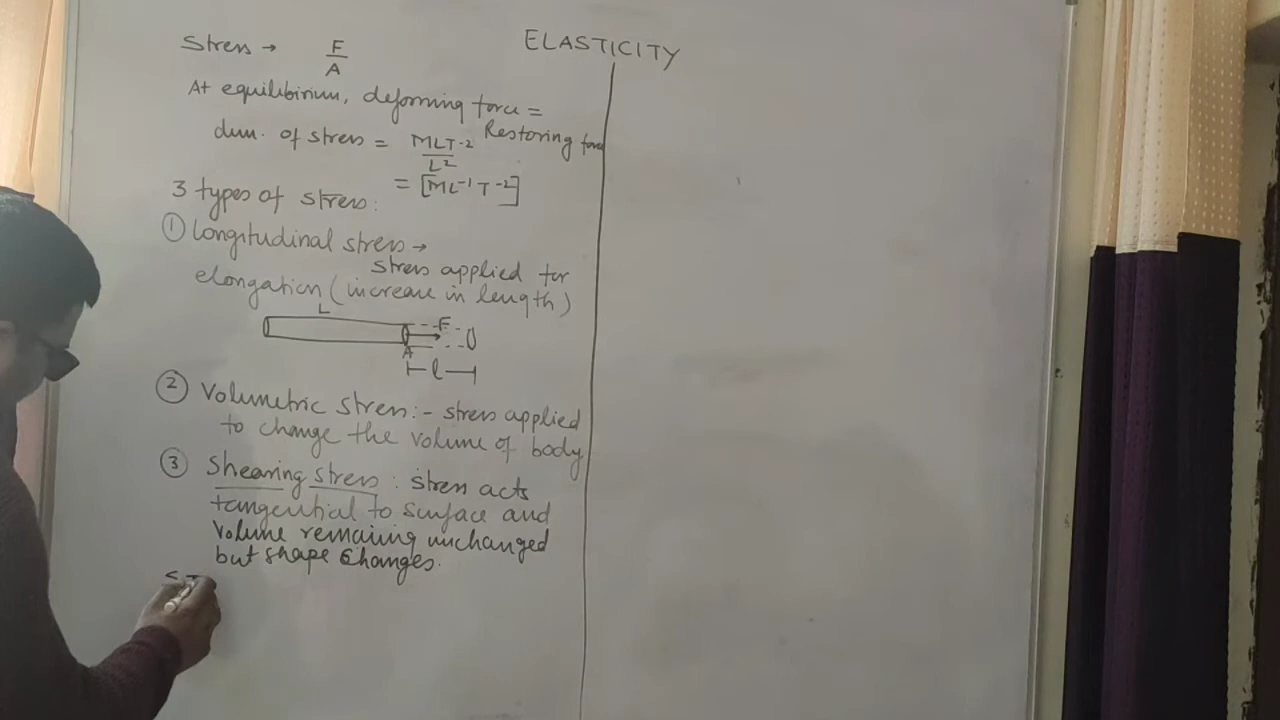 ELASTICITY
Stress → F/A
At equilibirium, deforming force =
Restoring force
dim. of stress = MLT-2/L2
= [ML-1T-2]
3 types of stress:
① Longitudinal stress →
stress applied for
elongation (increase in length)
L
F
A
l
② Volumetric stress:- stress applied
to change the volume of body
③ Shearing stress: stress acts
tangential to surface and
volume remaining unchanged
but shape changes.